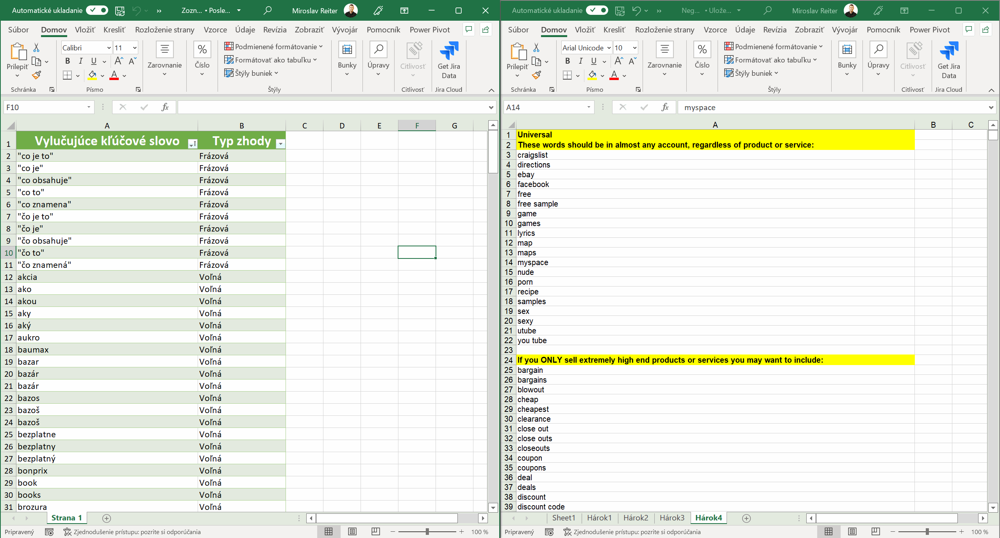 Automatické ukladanie Zozn... • Posle... Miroslav Reiter
Súbor Domov Vložiť Kresliť Rozloženie strany Vzorce Údaje Revízia Zobraziť Vývojár Pomocník Power Pivot
Prilepiť
Calibri 11
B I U A A
A
Zarovnanie
%
Číslo
Podmienené formátovanie
Formátovať ako tabuľku
Štýly buniek
Bunky
Úpravy
Citlivosť
Get Jira
Data
Schránka Písmo Štýly Citlivosť Jira Cloud
F10 fx
A B C D E F G
1 Vylučujúce kľúčové slovo Typ zhody
2 "co je to" Frázová
3 "co je" Frázová
4 "co obsahuje" Frázová
5 "co to" Frázová
6 "co znamena" Frázová
7 "čo je to" Frázová
8 "čo je" Frázová
9 "čo obsahuje" Frázová
10 "čo to" Frázová
11 "čo znamená" Frázová
12 akcia Voľná
13 ako Voľná
14 akou Voľná
15 aky Voľná
16 aký Voľná
17 aukro Voľná
18 baumax Voľná
19 bazar Voľná
20 bazár Voľná
21 bazár Voľná
22 bazos Voľná
23 bazoš Voľná
24 bazoš Voľná
25 bezplatne Voľná
26 bezplatny Voľná
27 bezplatný Voľná
28 bonprix Voľná
29 book Voľná
30 books Voľná
31 brozura Voľná
Strana 1
Pripravený Zjednodušenie prístupu: pozrite si odporúčania 100 %
Automatické ukladanie Neg... • Ulože... Miroslav Reiter
Súbor Domov Vložiť Kresliť Rozloženie strany Vzorce Údaje Revízia Zobraziť Vývojár Pomocník Power Pivot
Prilepiť
Arial Unicode 10
B I U A A
A
Zarovnanie
%
Číslo
Podmienené formátovanie
Formátovať ako tabuľku
Štýly buniek
Bunky
Úpravy
Citlivosť
Get Jira
Data
Schránka Písmo Štýly Citlivosť Jira Cloud
A14 fx myspace
A B C
1 Universal
2 These words should be in almost any account, regardless of product or service:
3 craigslist
4 directions
5 ebay
6 facebook
7 free
8 free sample
9 game
10 games
11 lyrics
12 map
13 maps
14 myspace
15 nude
16 porn
17 recipe
18 samples
19 sex
20 sexy
21 utube
22 you tube
23
24 If you ONLY sell extremely high end products or services you may want to include:
25 bargain
26 bargains
27 blowout
28 cheap
29 cheapest
30 clearance
31 close out
32 close outs
33 closeouts
34 coupon
35 coupons
36 deal
37 deals
38 discount
39 discount code
Sheet1 Hárok1 Hárok2 Hárok3 Hárok4
Pripravený Zjednodušenie prístupu: pozrite si odporúčania 100 %